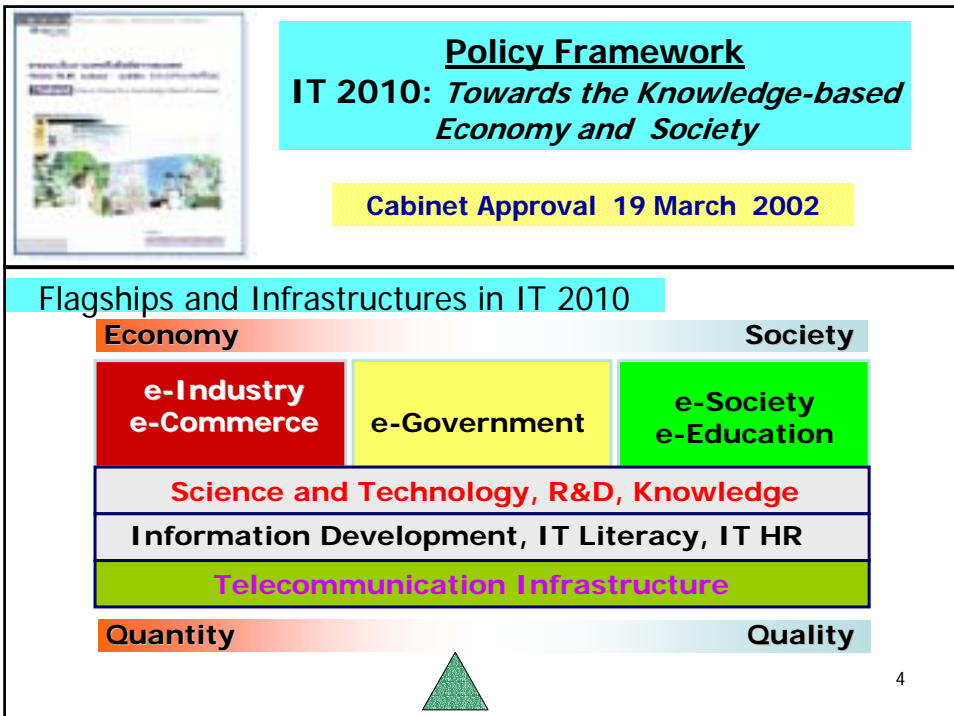 Policy Framework
IT 2010: Towards the Knowledge-based
Economy and Society
Cabinet Approval 19 March 2002
Flagships and Infrastructures in IT 2010
Economy Society
e-Industry
e-Commerce
e-Government
e-Society
e-Education
Science and Technology, R&D, Knowledge
Information Development, IT Literacy, IT HR
Telecommunication Infrastructure
Quantity Quality
4